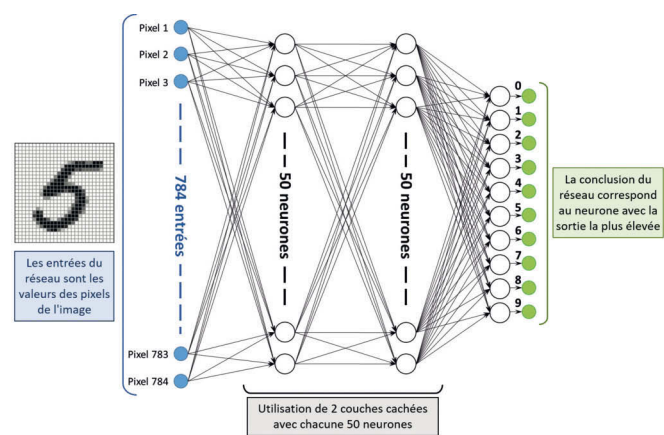 Pixel 1
Pixel 2
Pixel 3
784 entrées
Pixel 783
Pixel 784
Les entrées du
réseau sont les
valeurs des pixels
de l'image
5
50 neurones
50 neurones
Utilisation de 2 couches cachées
avec chacune 50 neurones
0
1
2
3
4
5
6
7
8
9
La conclusion du
réseau correspond
au neurone avec la
sortie la plus élevée